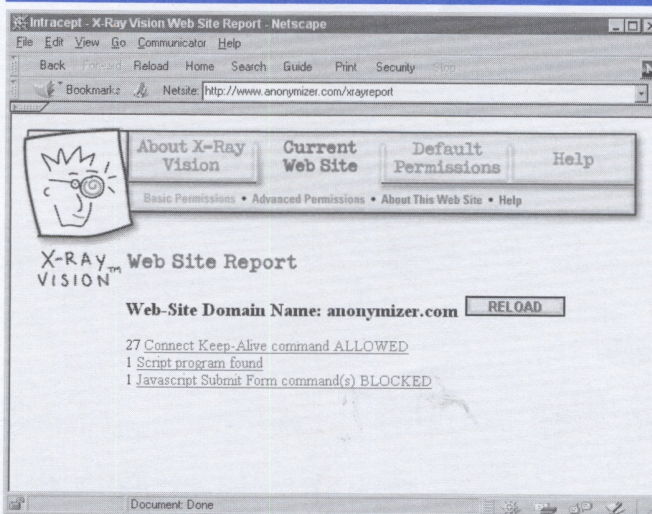 Intracept - X-Ray Vision Web Site Report - Netscape
File Edit View Go Communicator Help
Back Forward Reload Home Search Guide Print Security Stop
Bookmarks Netsite: http://www.anonymizer.com/xrayreport
About X-Ray Vision
Current Web Site
Default Permissions
Help
Basic Permissions • Advanced Permissions • About This Web Site • Help
X-RAY VISION™
Web Site Report
Web-Site Domain Name: anonymizer.com RELOAD
27 Connect Keep-Alive command ALLOWED
1 Script program found
1 Javascript Submit Form command(s) BLOCKED
Document: Done